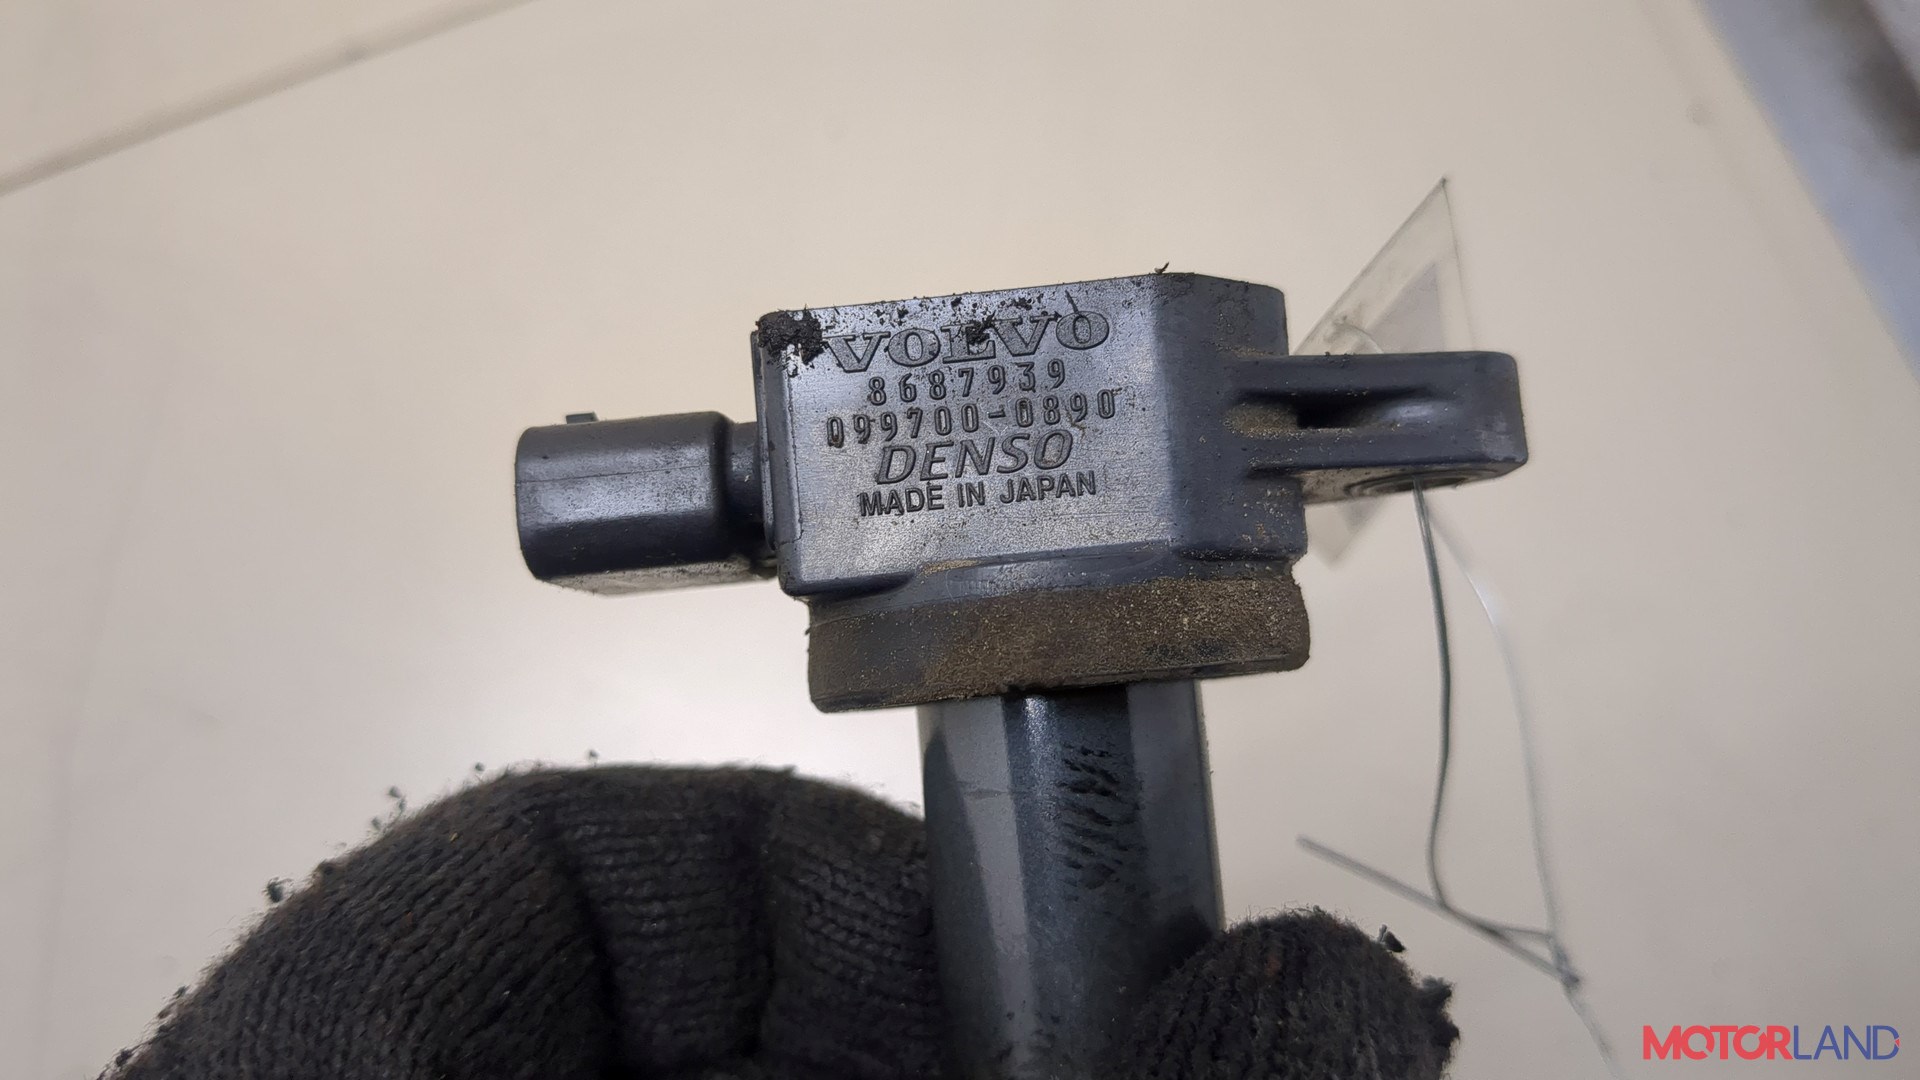 VOLVO
8687939
099700-0890
DENSO
MADE IN JAPAN
MOTORLAND